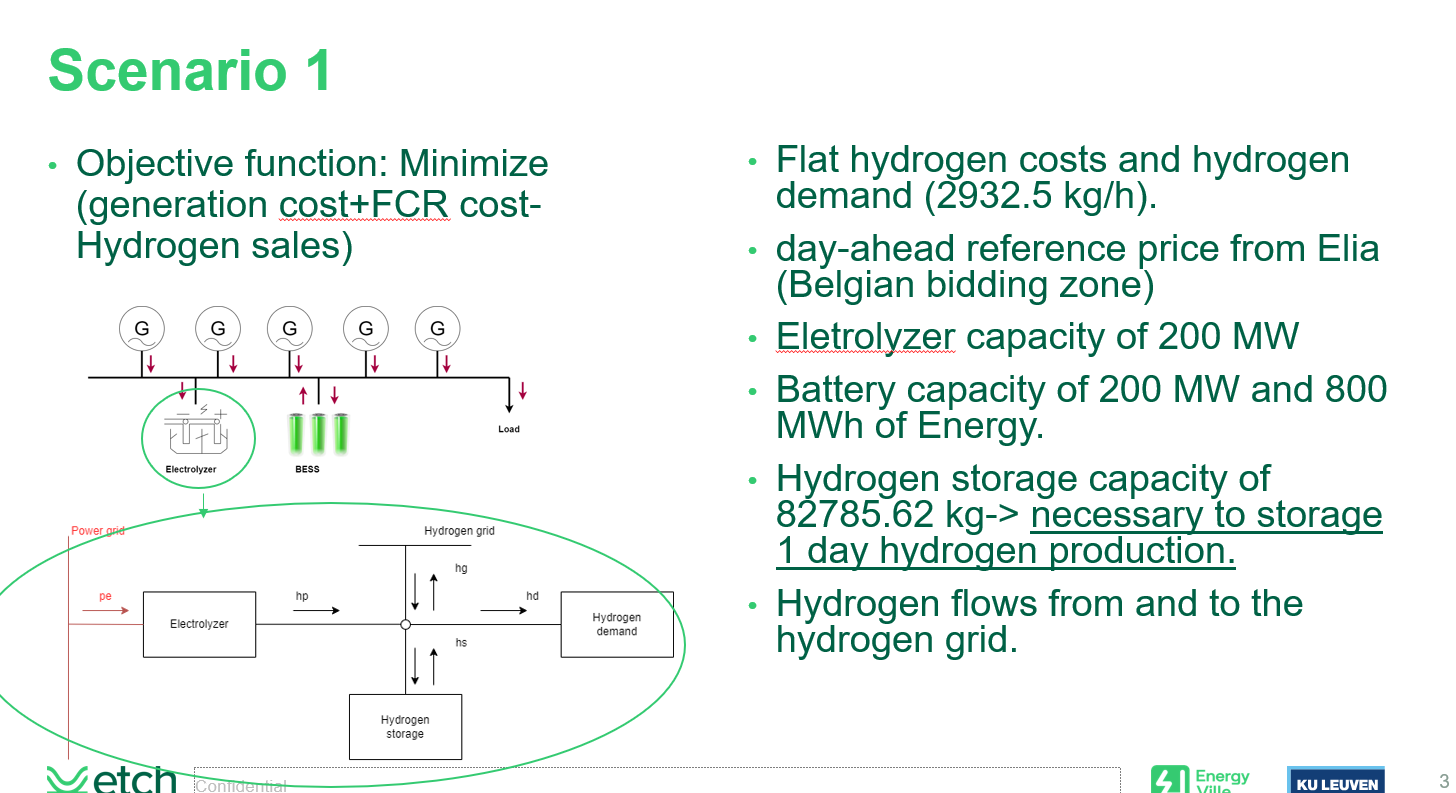 Scenario 1
• Objective function: Minimize
(generation cost+FCR cost-
Hydrogen sales)
G G G G G
Load
Electrolyzer
BESS
Power grid
Hydrogen grid
hg
pe
hp
hd
Electrolyzer
Hydrogen
demand
hs
Hydrogen
storage
• Flat hydrogen costs and hydrogen
demand (2932.5 kg/h).
• day-ahead reference price from Elia
(Belgian bidding zone)
• Eletrolyzer capacity of 200 MW
• Battery capacity of 200 MW and 800
MWh of Energy.
• Hydrogen storage capacity of
82785.62 kg-> necessary to storage
1 day hydrogen production.
• Hydrogen flows from and to the
hydrogen grid.
etch
Confidential
Energy
Ville
KU LEUVEN
3